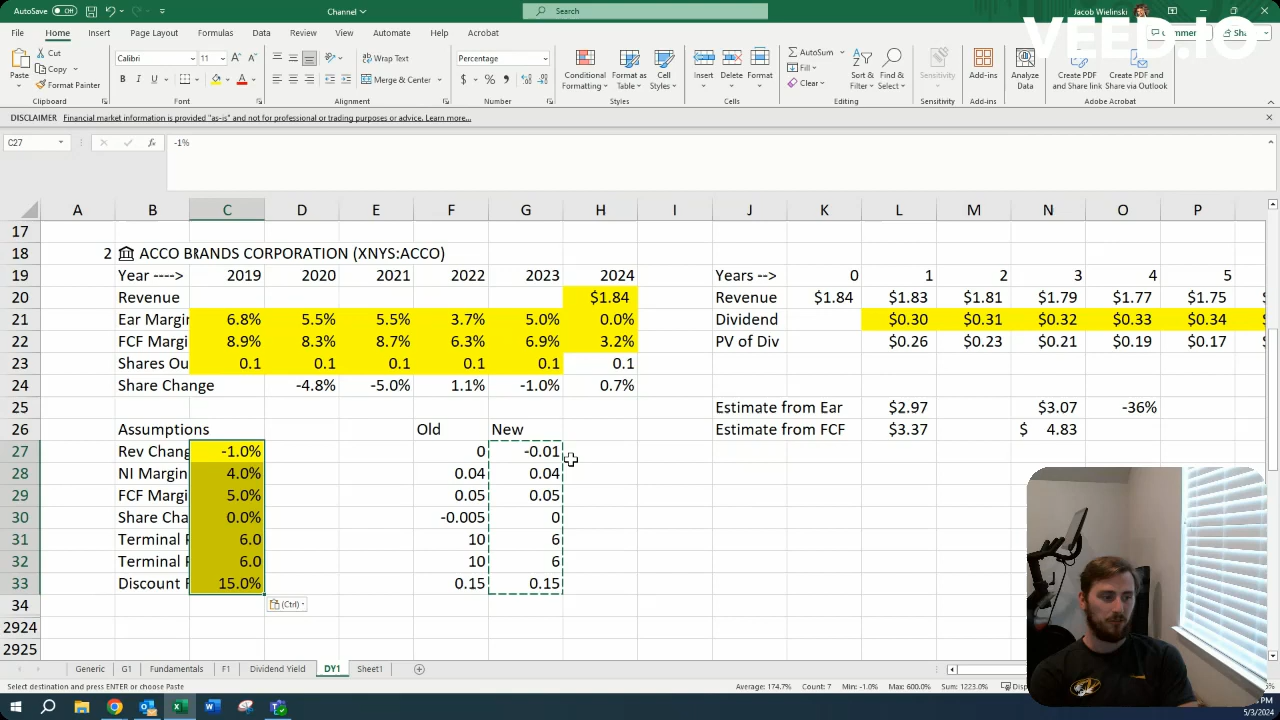 AutoSave Off Channel Search Jacob Wielinski
File Home Insert Page Layout Formulas Data Review View Automate Help Acrobat
VEED.IO
Cut
Copy
Format Painter
Paste
Calibri 11
Wrap Text
Merge & Center
Percentage
Conditional Formatting
Format as Table
Cell Styles
Insert Delete Format
AutoSum
Fill
Clear
Sort & Filter
Find & Select
Sensitivity
Add-ins
Analyze Data
Create PDF and Share link
Create PDF and Share via Outlook
Clipboard Font Alignment Number Styles Cells Editing Sensitivity Add-ins Adobe Acrobat
DISCLAIMER Financial market information is provided "as-is" and not for professional or trading purposes or advice. Learn more...
C27 fx -1%
A B C D E F G H I J K L M N O P
17
18 2 ACCO BRANDS CORPORATION (XNYS:ACCO)
19 Year ----> 2019 2020 2021 2022 2023 2024 Years --> 0 1 2 3 4 5
20 Revenue $1.84 Revenue $1.84 $1.83 $1.81 $1.79 $1.77 $1.75
21 Ear Margin 6.8% 5.5% 5.5% 3.7% 5.0% 0.0% Dividend $0.30 $0.31 $0.32 $0.33 $0.34
22 FCF Margi 8.9% 8.3% 8.7% 6.3% 6.9% 3.2% PV of Div $0.26 $0.23 $0.21 $0.19 $0.17
23 Shares Ou 0.1 0.1 0.1 0.1 0.1 0.1
24 Share Change -4.8% -5.0% 1.1% -1.0% 0.7%
25 Estimate from Ear $2.97 $3.07 -36%
26 Assumptions Old New Estimate from FCF $3.37 $ 4.83
27 Rev Chang -1.0% 0 -0.01
28 NI Margin 4.0% 0.04 0.04
29 FCF Margi 5.0% 0.05 0.05
30 Share Cha 0.0% -0.005 0
31 Terminal 6.0 10 6
32 Terminal 6.0 10 6
33 Discount 15.0% 0.15 0.15
34
(Ctrl)
2924
2925
Generic G1 Fundamentals F1 Dividend Yield DY1 Sheet1
Select destination and press ENTER or choose Paste Average: 174.7% Count: 7 Min: -1.0% Max: 600.0% Sum: 1223.0%
5/3/2024